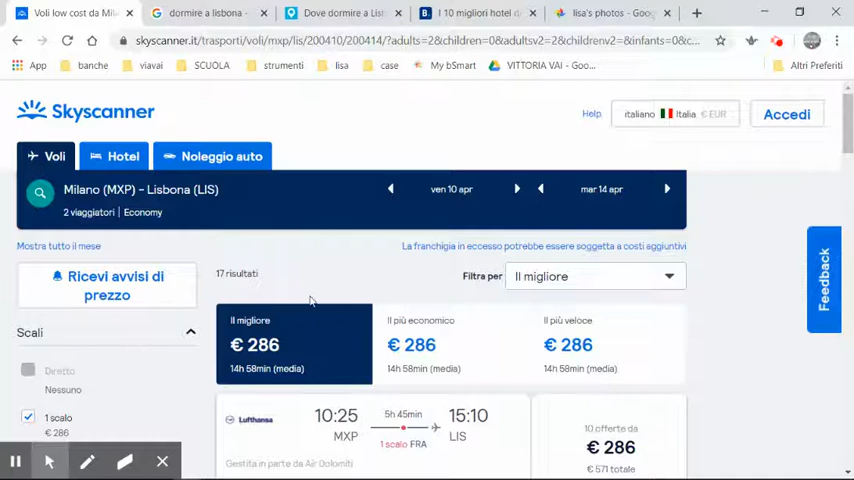 Voli low cost da Mila
dormire a lisbona -
Dove dormire a Lisb
I 10 migliori hotel d
lisa's photos - Goog
skyscanner.it/trasporti/voli/mxp/lis/200410/200414/?adults=2&children=0&adultsv2=2&childrenv2=&infants=0&c...
App
banche
viavai
SCUOLA
strumenti
lisa
case
My bSmart
VITTORIA VAI - Goo...
Altri Preferiti
Skyscanner
Help
italiano Italia € EUR
Accedi
Voli
Hotel
Noleggio auto
Milano (MXP) – Lisbona (LIS)
ven 10 apr
mar 14 apr
2 viaggiatori | Economy
Mostra tutto il mese
La franchigia in eccesso potrebbe essere soggetta a costi aggiuntivi
Ricevi avvisi di prezzo
17 risultati
Filtra per
Il migliore
Feedback
Scali
Il migliore
€ 286
14h 58min (media)
Il più economico
€ 286
14h 58min (media)
Il più veloce
€ 286
14h 58min (media)
Diretto
Nessuno
1 scalo
€ 286
Lufthansa
10:25
MXP
5h 45min
1 scalo FRA
15:10
LIS
Gestita in parte da Air Dolomiti
10 offerte da
€ 286
€ 571 totale